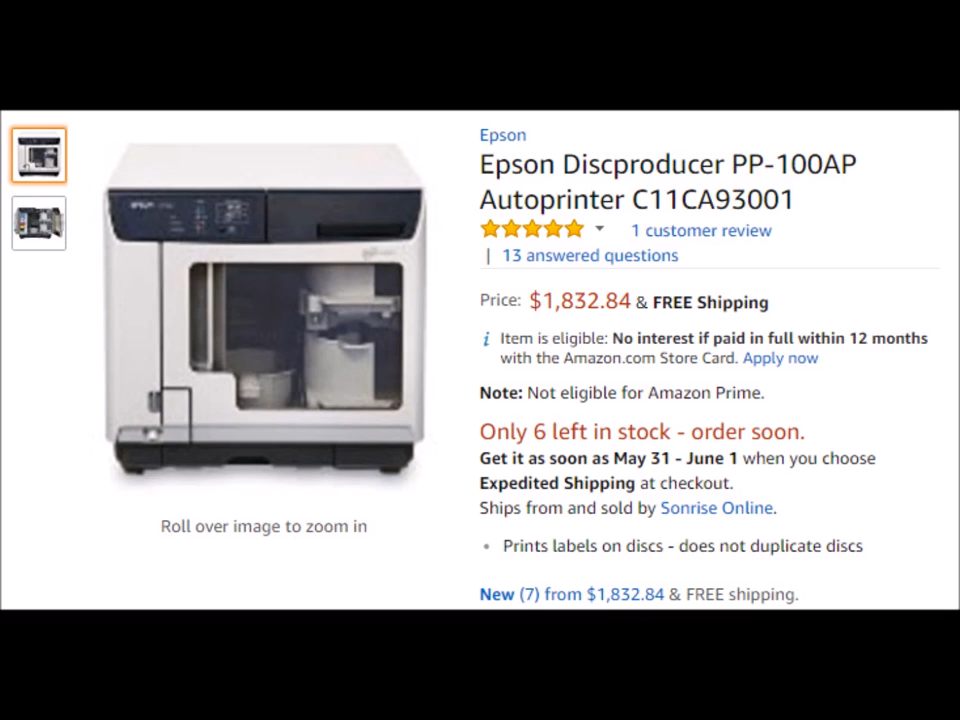 Epson
Epson Discproducer PP-100AP
Autoprinter C11CA93001
1 customer review
| 13 answered questions
Price: $1,832.84 & FREE Shipping
i Item is eligible: No interest if paid in full within 12 months
with the Amazon.com Store Card. Apply now
Note: Not eligible for Amazon Prime.
Only 6 left in stock - order soon.
Get it as soon as May 31 - June 1 when you choose
Expedited Shipping at checkout.
Ships from and sold by Sonrise Online.
Roll over image to zoom in
• Prints labels on discs - does not duplicate discs
New (7) from $1,832.84 & FREE shipping.